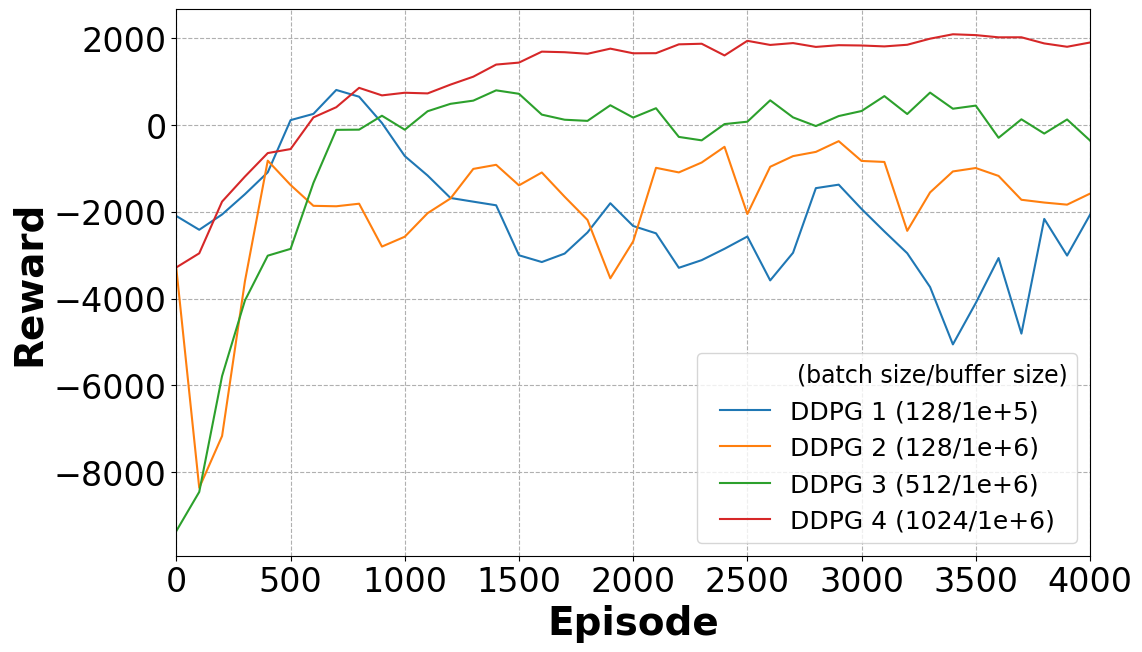 2000
0
−2000
−4000
−6000
−8000
Reward
(batch size/buffer size)
DDPG 1 (128/1e+5)
DDPG 2 (128/1e+6)
DDPG 3 (512/1e+6)
DDPG 4 (1024/1e+6)
0 500 1000 1500 2000 2500 3000 3500 4000
Episode